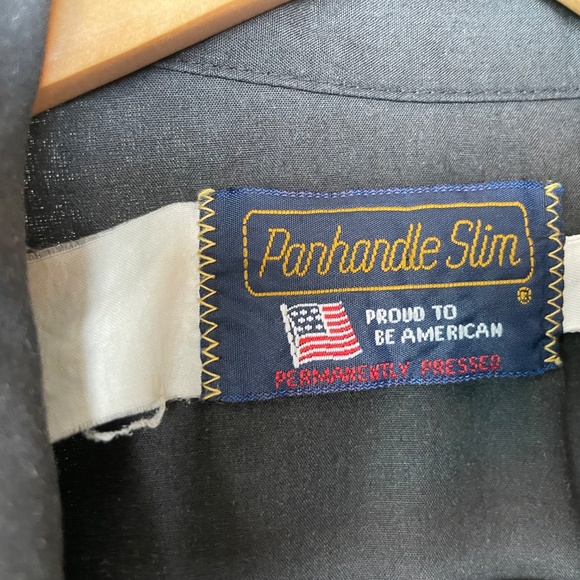 Panhandle Slim
®
PROUD TO
BE AMERICAN
PERMANENTLY PRESSED